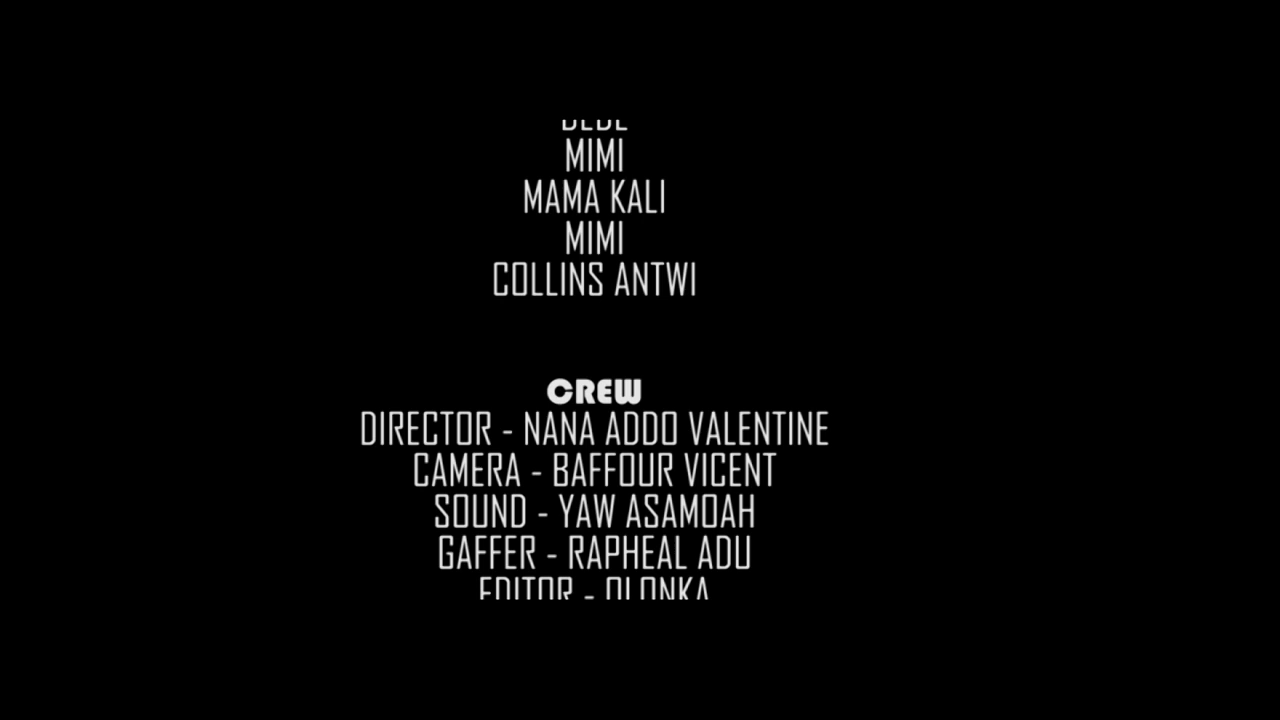 MIMI
MAMA KALI
MIMI
COLLINS ANTWI
CREW
DIRECTOR - NANA ADDO VALENTINE
CAMERA - BAFFOUR VICENT
SOUND - YAW ASAMOAH
GAFFER - RAPHEAL ADU
EDITOR -